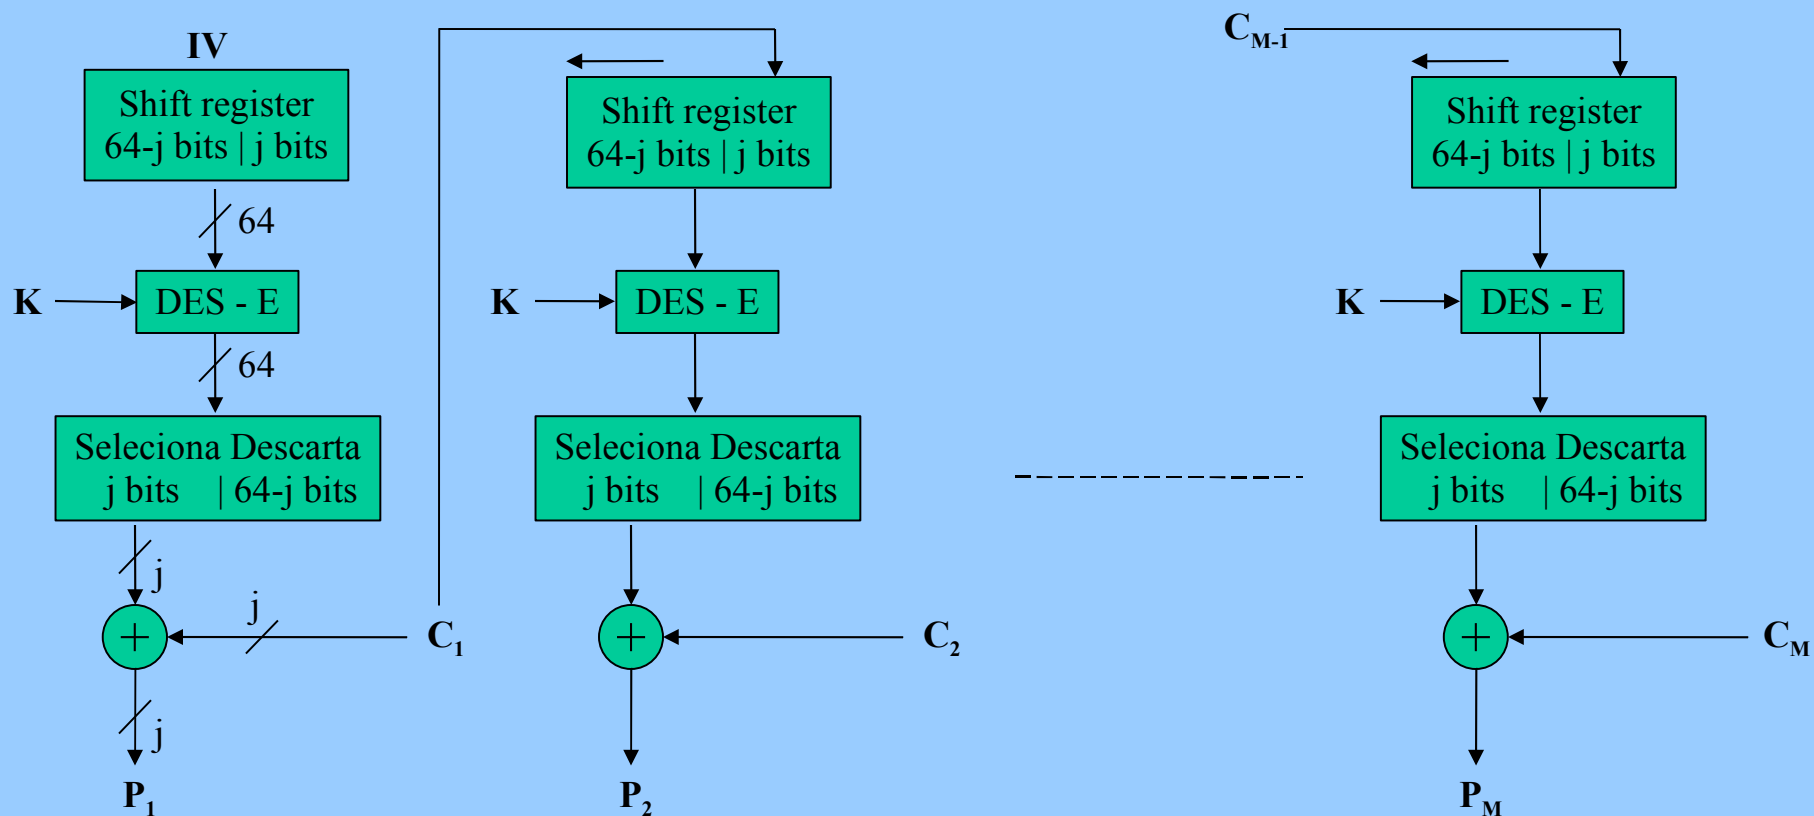 IV
Shift register
64-j bits | j bits
64
K
DES - E
64
Seleciona Descarta
j bits | 64-j bits
j
j
C1
j
P1
Shift register
64-j bits | j bits
K
DES - E
Seleciona Descarta
j bits | 64-j bits
C2
P2
CM-1
Shift register
64-j bits | j bits
K
DES - E
Seleciona Descarta
j bits | 64-j bits
CM
PM